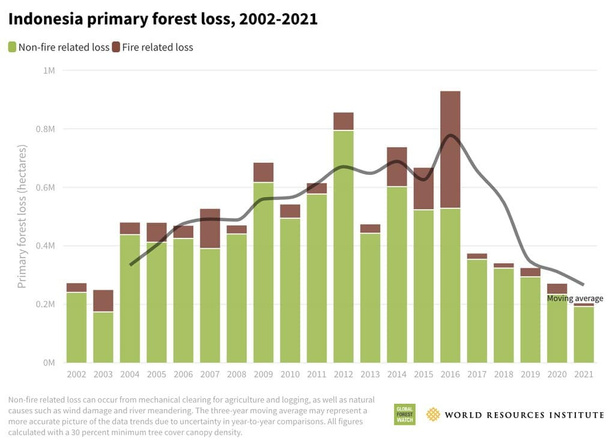 Indonesia primary forest loss, 2002-2021
Non-fire related loss Fire related loss
1M
0.8M
0.6M
0.4M
0.2M
0M
Primary forest loss (hectares)
Moving average
2002 2003 2004 2005 2006 2007 2008 2009 2010 2011 2012 2013 2014 2015 2016 2017 2018 2019 2020 2021
Non-fire related loss can occur from mechanical clearing for agriculture and logging, as well as natural
causes such as wind damage and river meandering. The three-year moving average may represent a
more accurate picture of the data trends due to uncertainty in year-to-year comparisons. All figures
calculated with a 30 percent minimum tree cover canopy density.
GLOBAL
FOREST
WATCH
WORLD RESOURCES INSTITUTE